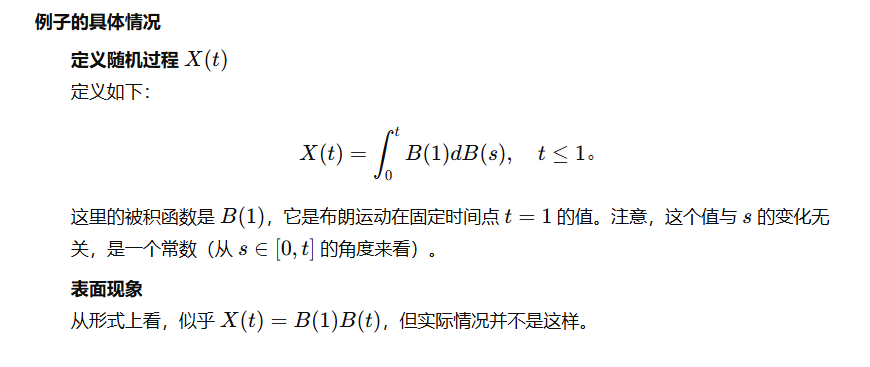 例子的具体情况
定义随机过程 X(t)
定义如下：
X(t) = ∫₀ᵗ B(1)dB(s),  t ≤ 1。
这里的被积函数是 B(1)，它是布朗运动在固定时间点 t = 1 的值。注意，这个值与 s 的变化无
关，是一个常数（从 s ∈ [0, t] 的角度来看）。
表面现象
从形式上看，似乎 X(t) = B(1)B(t)，但实际情况并不是这样。